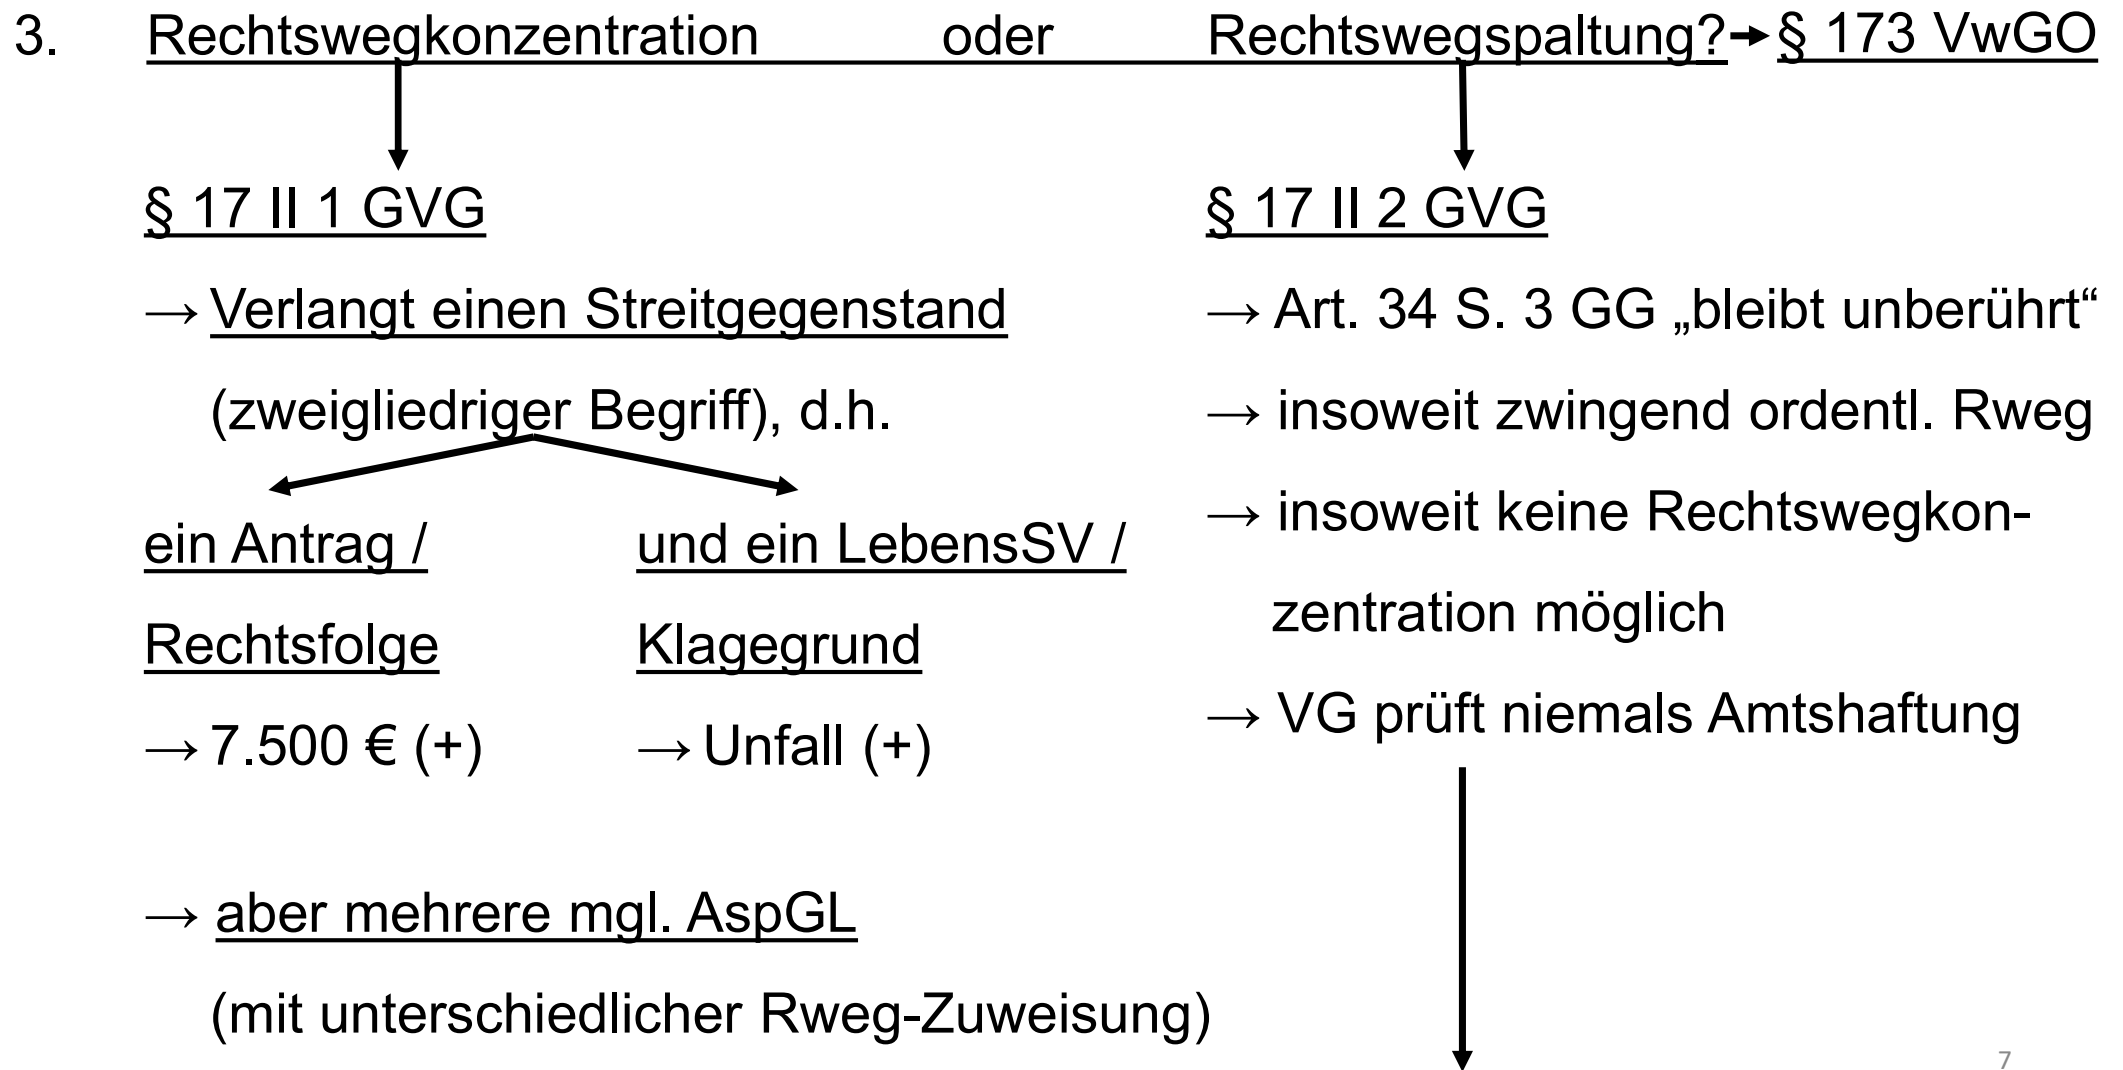 3. Rechtswegkonzentration oder Rechtswegspaltung? § 173 VwGO
§ 17 II 1 GVG
→ Verlangt einen Streitgegenstand
(zweigliedriger Begriff), d.h.
ein Antrag /
Rechtsfolge
→ 7.500 € (+)
und ein LebensSV /
Klagegrund
→ Unfall (+)
→ aber mehrere mgl. AspGL
(mit unterschiedlicher Rweg-Zuweisung)
§ 17 II 2 GVG
→ Art. 34 S. 3 GG „bleibt unberührt“
→ insoweit zwingend ordentl. Rweg
→ insoweit keine Rechtswegkon-
zentration möglich
→ VG prüft niemals Amtshaftung
7